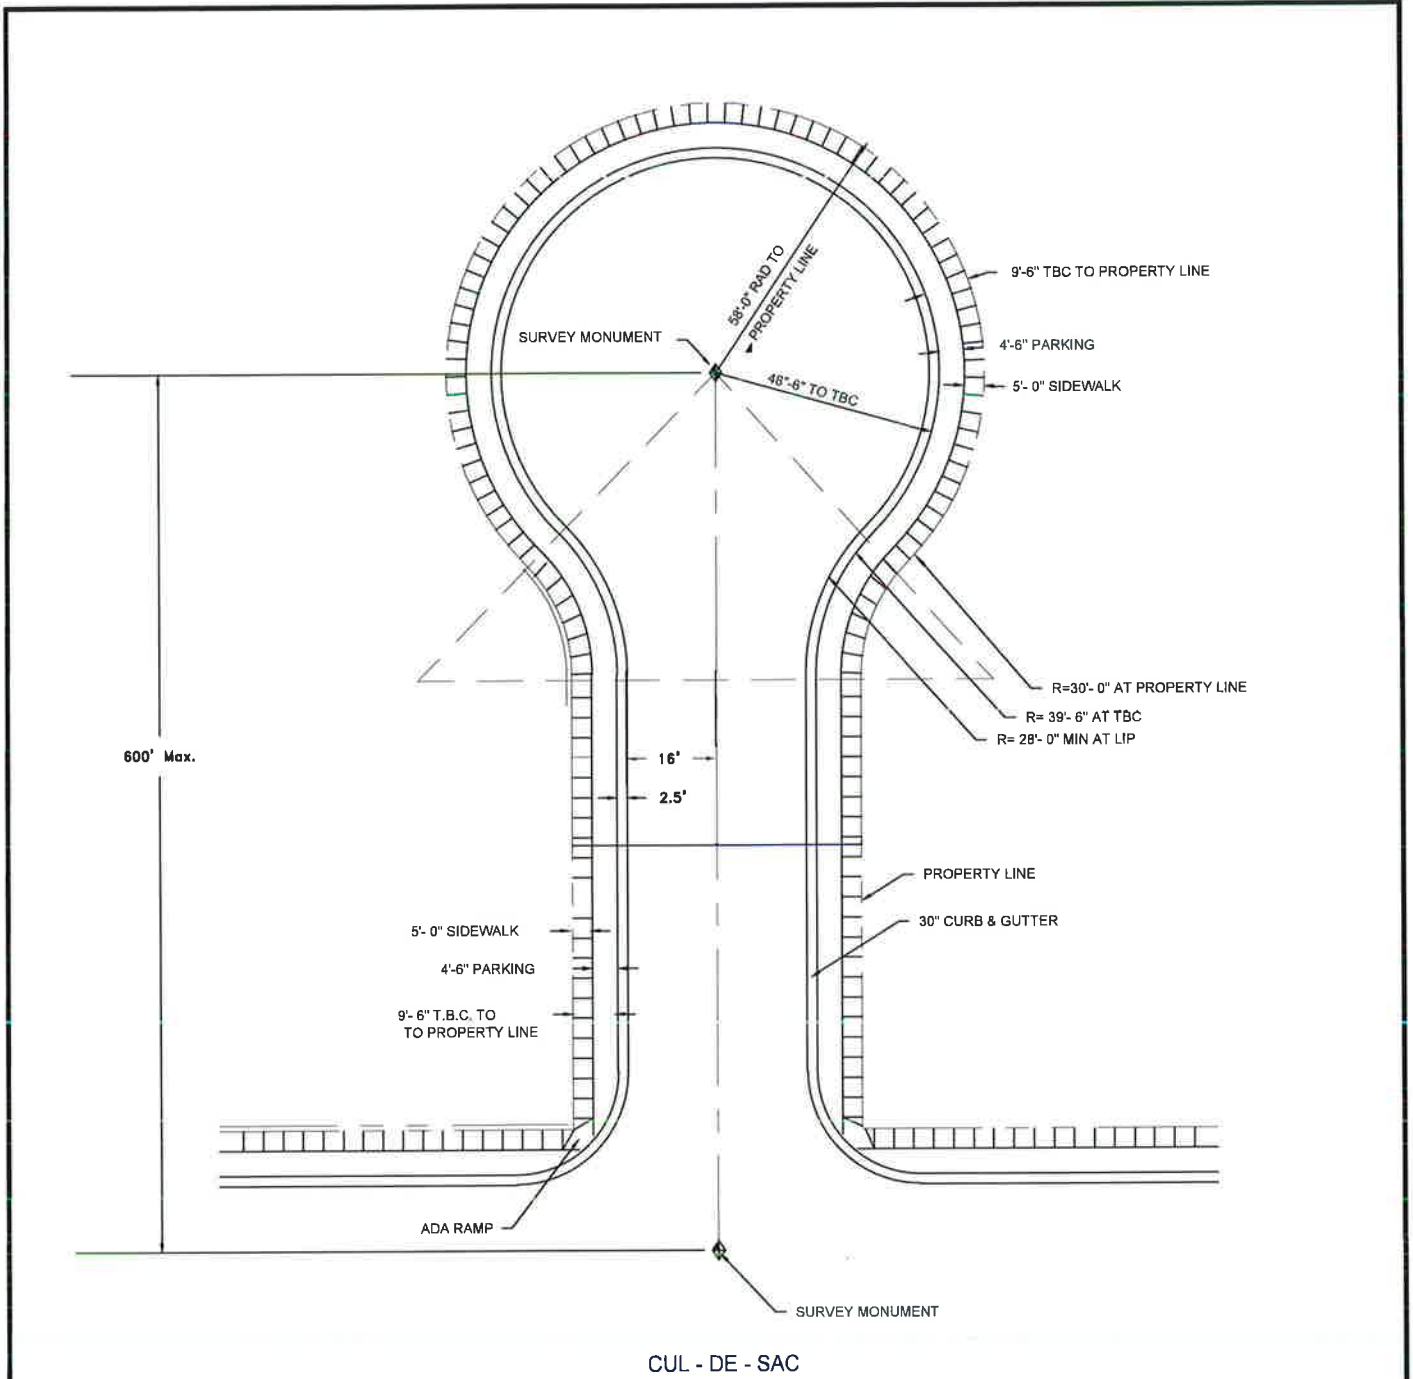 58'-0" RAD TO
PROPERTY LINE
9'-6" TBC TO PROPERTY LINE
SURVEY MONUMENT
4'-6" PARKING
48"-6" TO TBC
5'- 0" SIDEWALK
R=30'- 0" AT PROPERTY LINE
R= 39'- 6" AT TBC
R= 28'- 0" MIN AT LIP
600' Max.
16'
2.5'
PROPERTY LINE
30" CURB & GUTTER
5'- 0" SIDEWALK
4'-6" PARKING
9'- 6" T.B.C. TO
TO PROPERTY LINE
ADA RAMP
SURVEY MONUMENT
CUL - DE - SAC